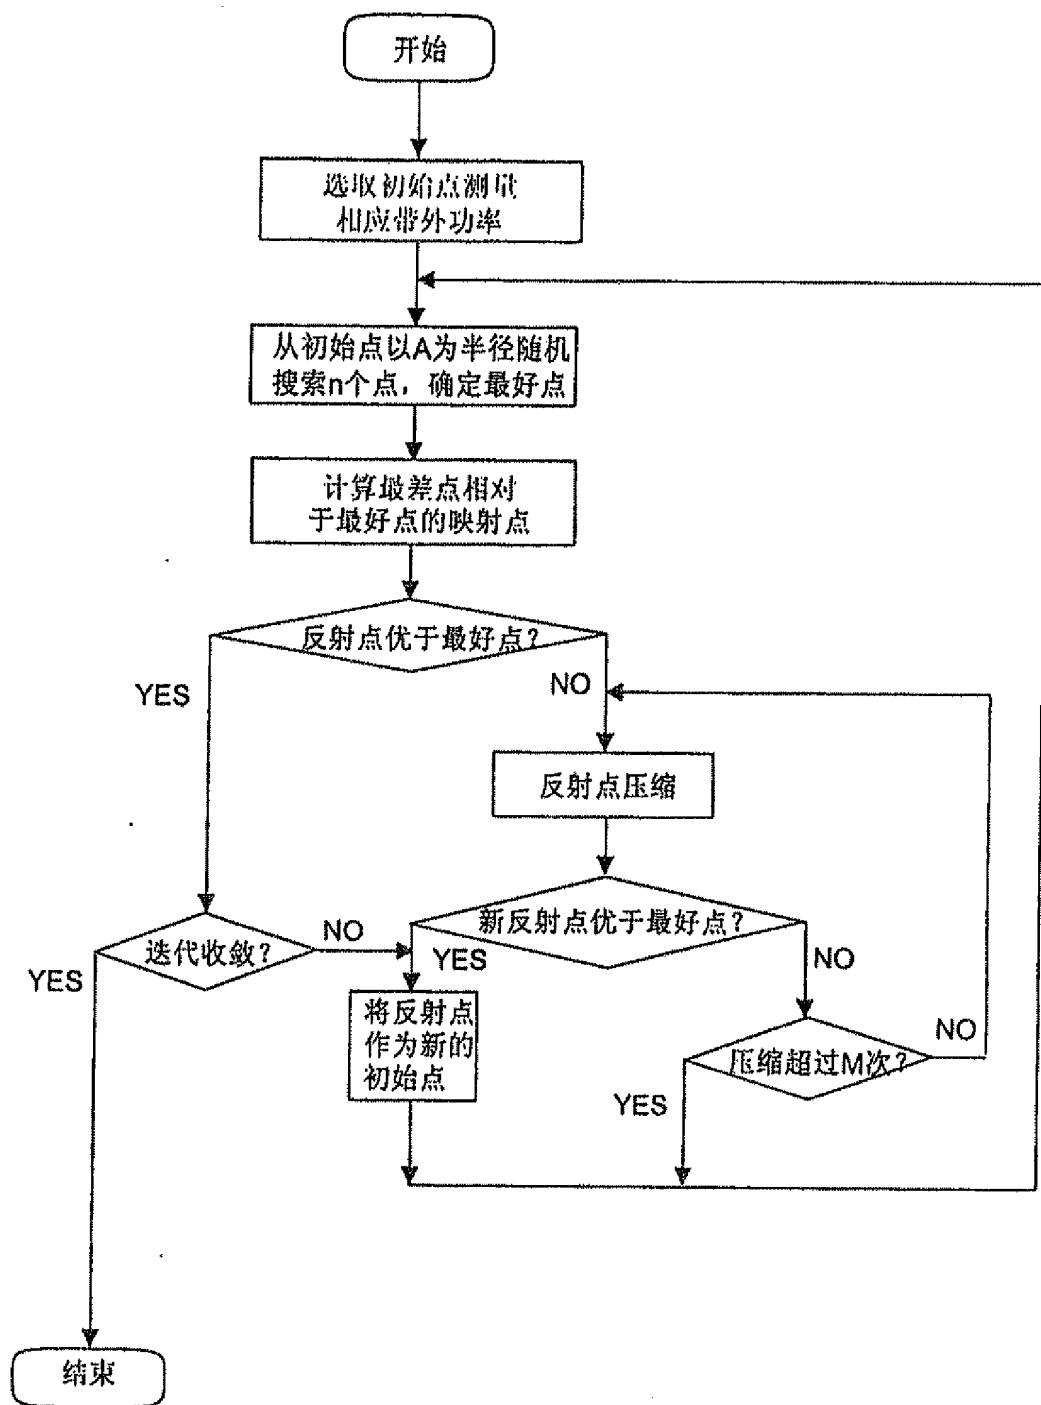 开始
选取初始点测量
相应带外功率
从初始点以A为半径随机
搜索n个点，确定最好点
计算最差点相对
于最好点的映射点
反射点优于最好点？
YES
NO
反射点压缩
新反射点优于最好点？
迭代收敛？
NO
YES
YES
NO
将反射点
作为新的
初始点
压缩超过M次？
NO
YES
结束